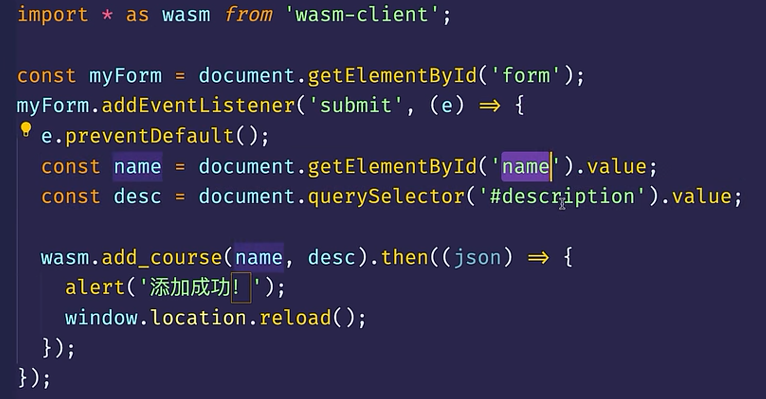 import * as wasm from 'wasm-client';
const myForm = document.getElementById('form');
myForm.addEventListener('submit', (e) => {
e.preventDefault();
const name = document.getElementById('name').value;
const desc = document.querySelector('#description').value;
wasm.add_course(name, desc).then((json) => {
alert('添加成功！');
window.location.reload();
});
});